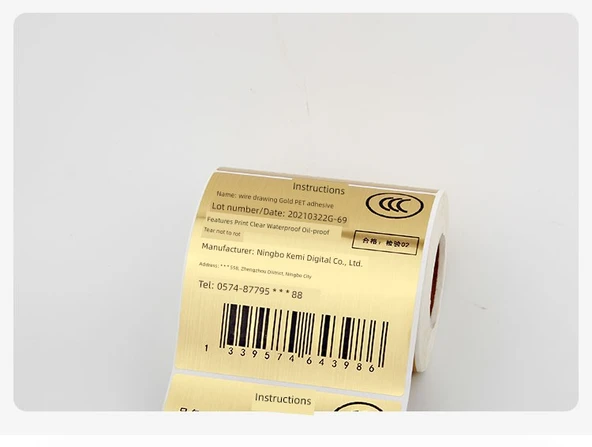 Instructions
Name: wire drawing Gold PET adhesive
Lot number/Date: 20210322G-69
Features Print Clear Waterproof Oil-proof
Tear not to rot
合格: 检验02
Manufacturer: Ningbo Kemi Digital Co., Ltd.
Address: ***598, Zhengzhou District, Ningbo City
Tel: 0574-87795***88
1 339574 643986
Instructions